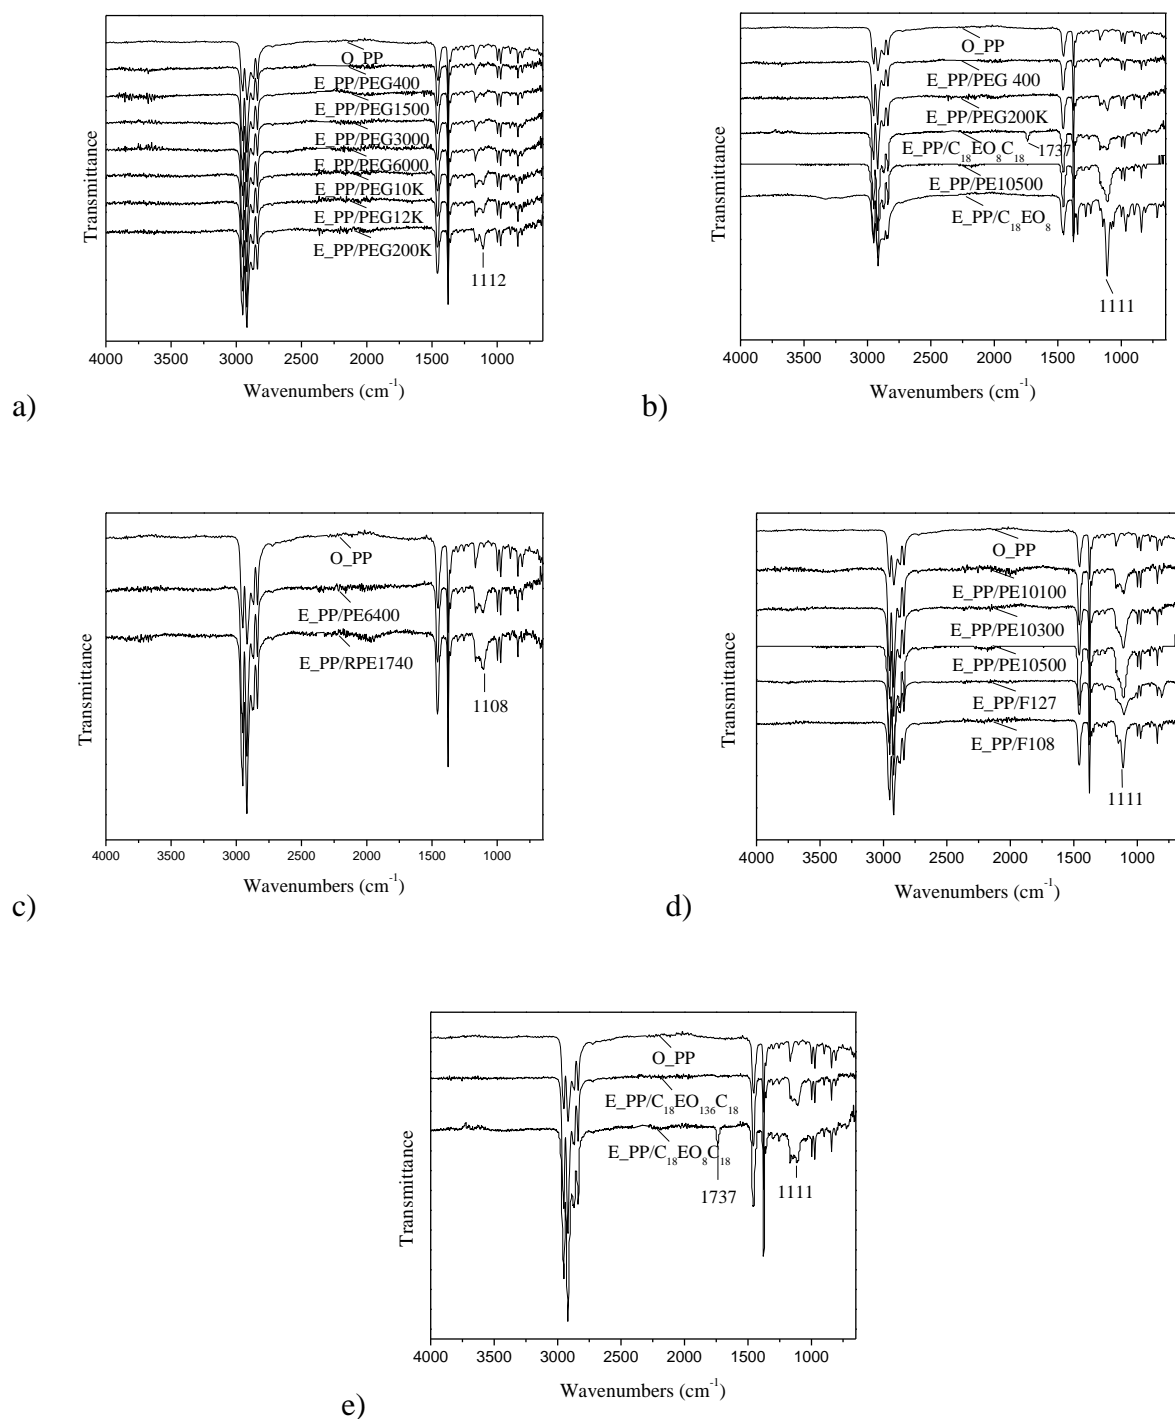 Transmittance
O_PP
E_PP/PEG400
E_PP/PEG1500
E_PP/PEG3000
E_PP/PEG6000
E_PP/PEG10K
E_PP/PEG12K
E_PP/PEG200K
1112
4000 3500 3000 2500 2000 1500 1000
Wavenumbers (cm⁻¹)
a)
Transmittance
O_PP
E_PP/PEG 400
E_PP/PEG200K
E_PP/C₁₈EO₈C₁₈ 1737
E_PP/PE10500
E_PP/C₁₈EO₈
1111
4000 3500 3000 2500 2000 1500 1000
Wavenumbers (cm⁻¹)
b)
Transmittance
O_PP
E_PP/PE6400
E_PP/RPE1740
1108
4000 3500 3000 2500 2000 1500 1000
Wavenumbers (cm⁻¹)
c)
Transmittance
O_PP
E_PP/PE10100
E_PP/PE10300
E_PP/PE10500
E_PP/F127
E_PP/F108
1111
4000 3500 3000 2500 2000 1500 1000
Wavenumbers (cm⁻¹)
d)
Transmittance
O_PP
E_PP/C₁₈EO₁₃₆C₁₈
E_PP/C₁₈EO₈C₁₈
1737 1111
4000 3500 3000 2500 2000 1500 1000
Wavenumbers (cm⁻¹)
e)